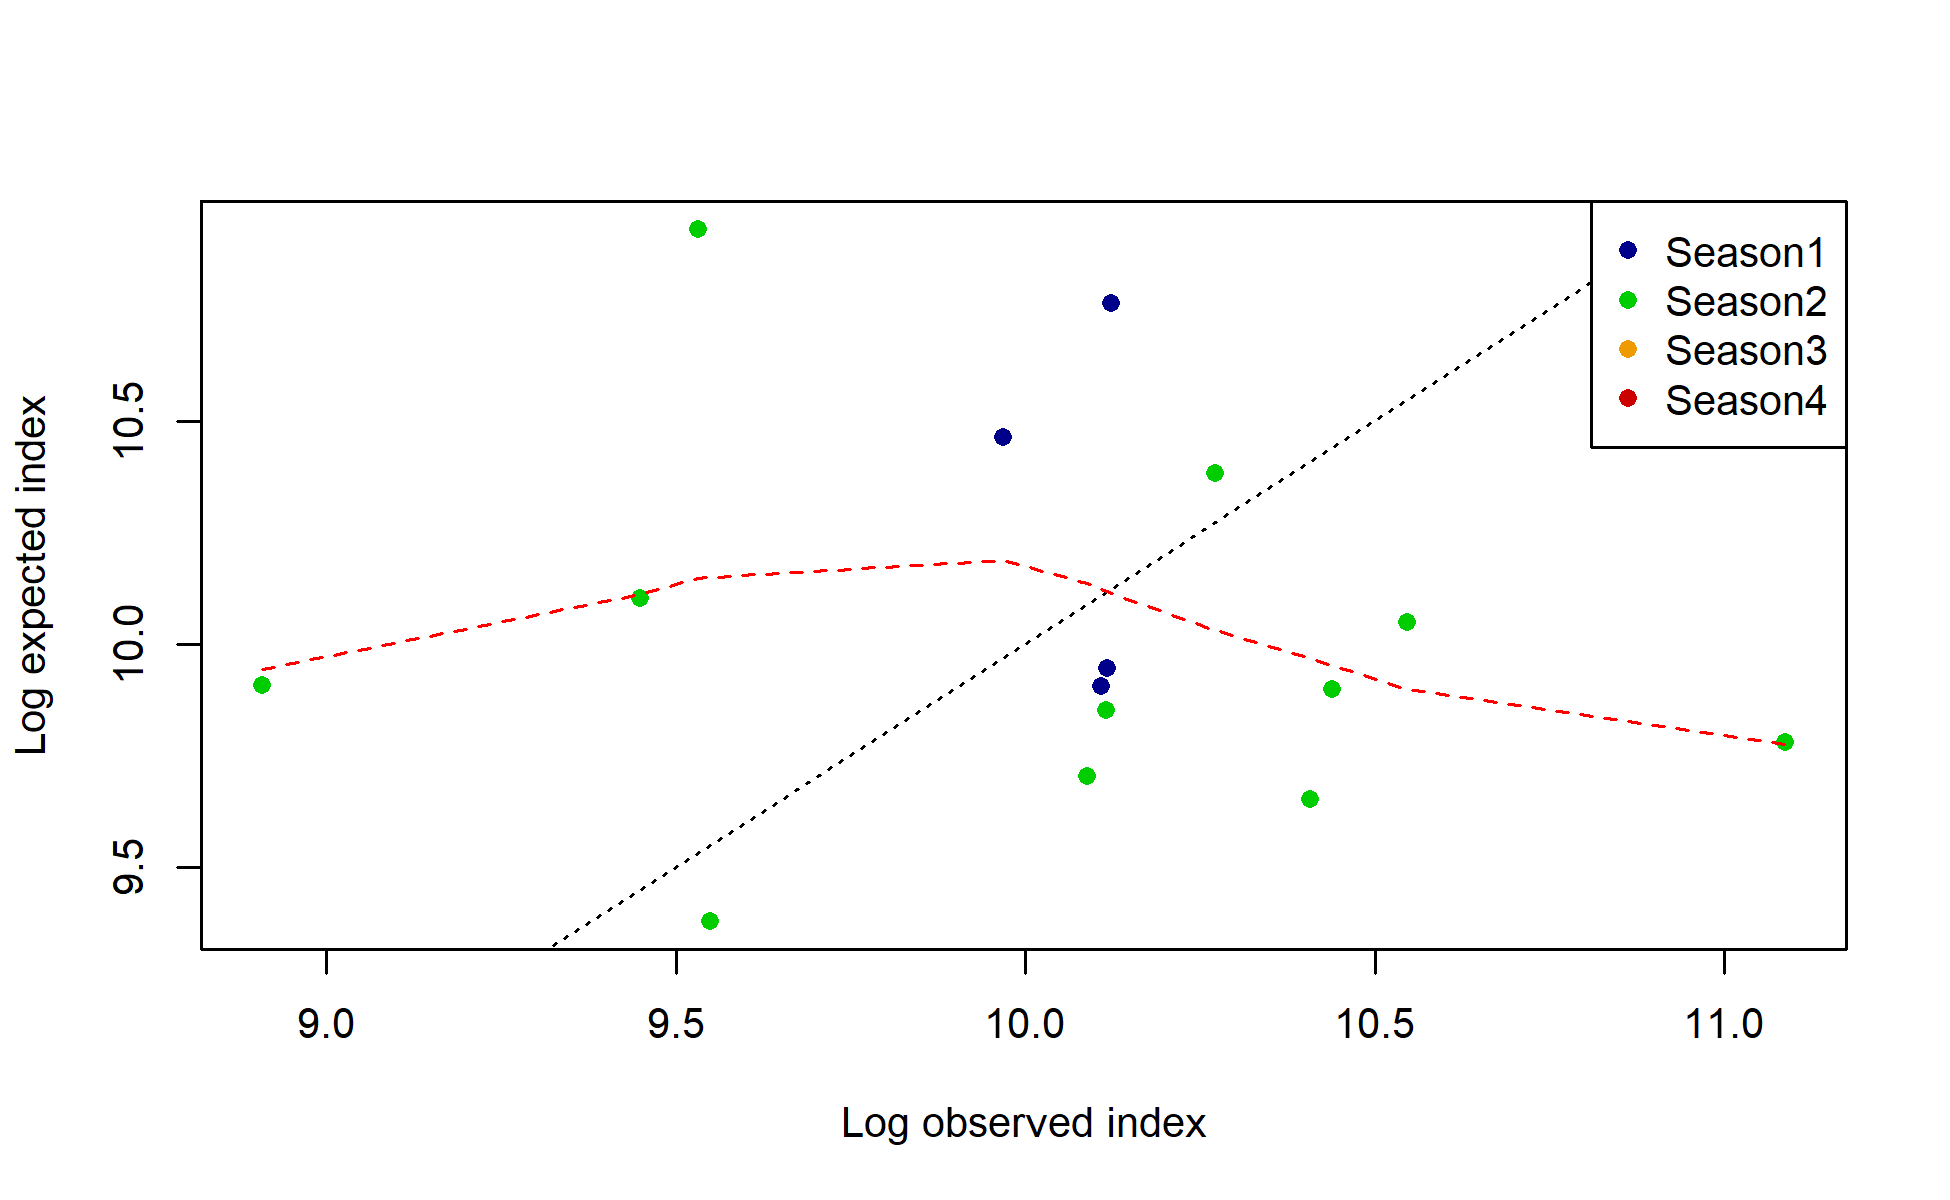 Season1
Season2
Season3
Season4
Log expected index
10.5
10.0
9.5
9.0 9.5 10.0 10.5 11.0
Log observed index